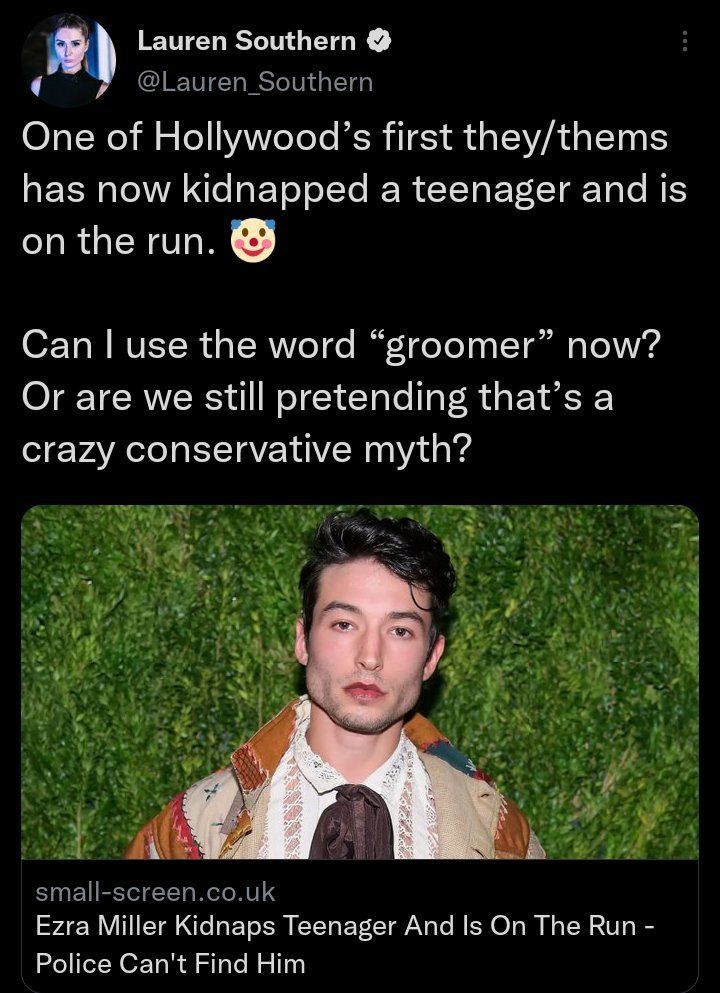 Lauren Southern
@Lauren_Southern
One of Hollywood’s first they/thems
has now kidnapped a teenager and is
on the run. 🤡
Can I use the word “groomer” now?
Or are we still pretending that’s a
crazy conservative myth?
small-screen.co.uk
Ezra Miller Kidnaps Teenager And Is On The Run -
Police Can't Find Him